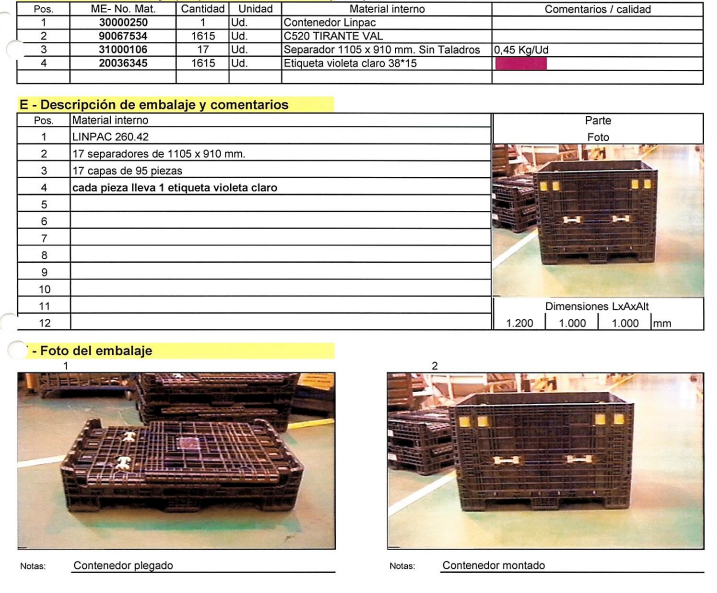 Pos. ME- No. Mat. Cantidad Unidad Material interno Comentarios / calidad
1 30000250 1 Ud. Contenedor Linpac
2 90067534 1615 Ud. C520 TIRANTE VAL
3 31000106 17 Ud. Separador 1105 x 910 mm. Sin Taladros 0,45 Kg/Ud
4 20036345 1615 Ud. Etiqueta violeta claro 38*15
E - Descripción de embalaje y comentarios
Pos. Material interno Parte
1 LINPAC 260.42 Foto
2 17 separadores de 1105 x 910 mm.
3 17 capas de 95 piezas
4 cada pieza lleva 1 etiqueta violeta claro
5
6
7
8
9
10
11 Dimensiones LxAxAlt
12 1.200 1.000 1.000 mm
- Foto del embalaje
1 2
Notas: Contenedor plegado Notas: Contenedor montado